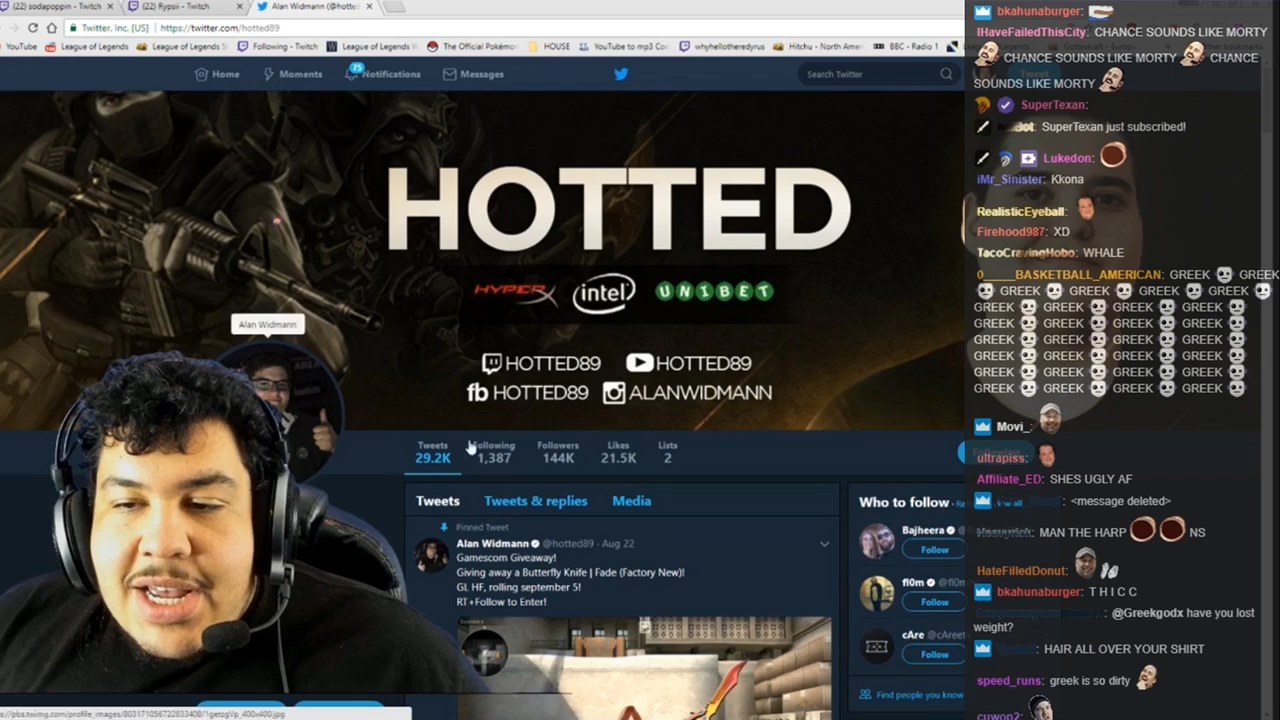 (22) sodapoppin - Twitch
(22) Rypsii - Twitch
Alan Widmann (@hotted
Twitter, Inc. [US]
https://twitter.com/hotted89
YouTube
League of Legends
League of Legends S
Following - Twitch
League of Legends W
The Official Pokémon
HOUSE
YouTube to mp3 Con
whyhellotheredyrus
Hitchu - North Amer
BBC - Radio 1
Home
Moments
75
Notifications
Messages
Search Twitter
HOTTED
HYPERX
intel
UNIBET
Alan Widmann
HOTTED89
HOTTED89
fb HOTTED89
ALANWIDMANN
Tweets
29.2K
Following
1,387
Followers
144K
Likes
21.5K
Lists
2
Tweets
Tweets & replies
Media
Pinned Tweet
Alan Widmann @hotted89 · Aug 22
Gamescom Giveaway!
Giving away a Butterfly Knife | Fade (Factory New)!
GL HF, rolling september 5!
RT+Follow to Enter!
Who to follow
Bajheera
Follow
fl0m
Follow
cAre
Follow
Find people you know
bkahunaburger:
IHaveFailedThisCity: CHANCE SOUNDS LIKE MORTY
CHANCE SOUNDS LIKE MORTY CHANCE
SOUNDS LIKE MORTY
SuperTexan:
Bot: SuperTexan just subscribed!
Lukedon:
iMr_Sinister: Kkona
RealisticEyeball:
Firehood987: XD
TacoCravingHobo: WHALE
0_____BASKETBALL_AMERICAN: GREEK GREEK
GREEK GREEK GREEK GREEK
GREEK GREEK GREEK GREEK
GREEK GREEK GREEK GREEK
GREEK GREEK GREEK GREEK
GREEK GREEK GREEK GREEK
GREEK GREEK GREEK GREEK
GREEK GREEK GREEK GREEK
Movi_:
ultrapiss:
Affiliate_ED: SHES UGLY AF
: <message deleted>
MAN THE HARP NS
HateFilledDonut:
bkahunaburger: T H I C C
: @Greekgodx have you lost
weight?
: HAIR ALL OVER YOUR SHIRT
speed_runs: greek is so dirty
cuwop2: